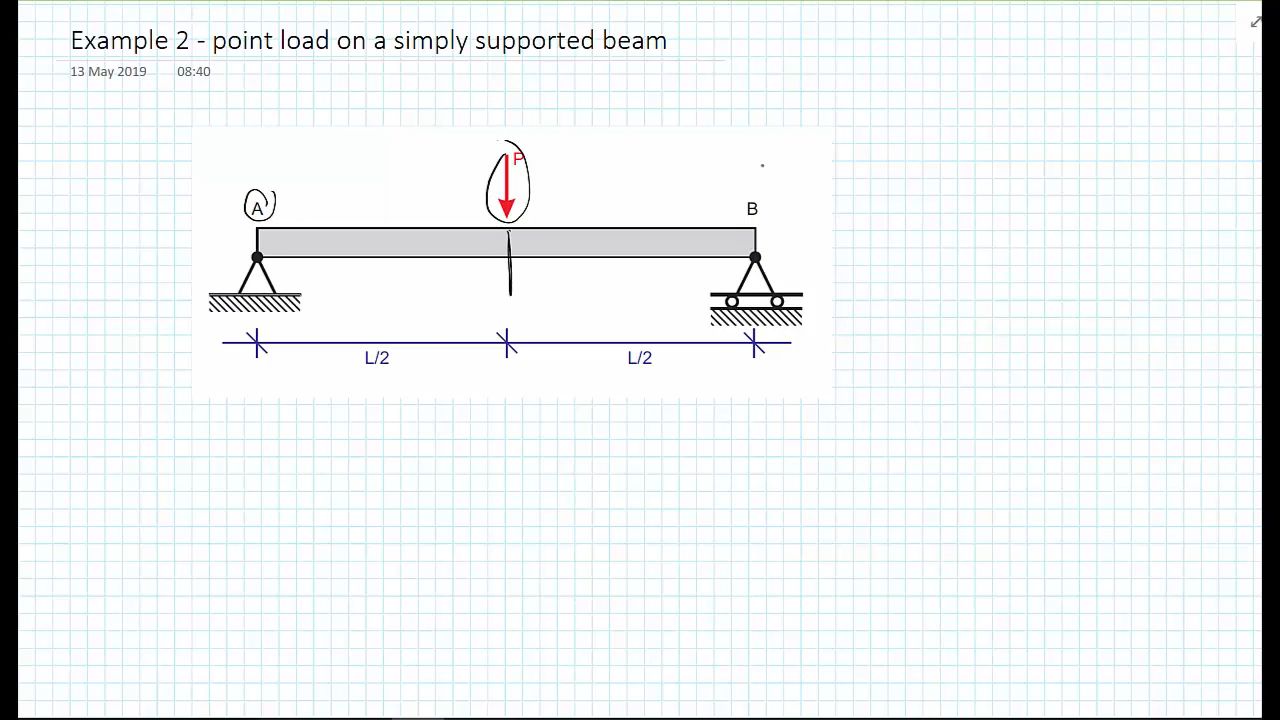 Example 2 - point load on a simply supported beam
13 May 2019 08:40
P
A
B
L/2
L/2